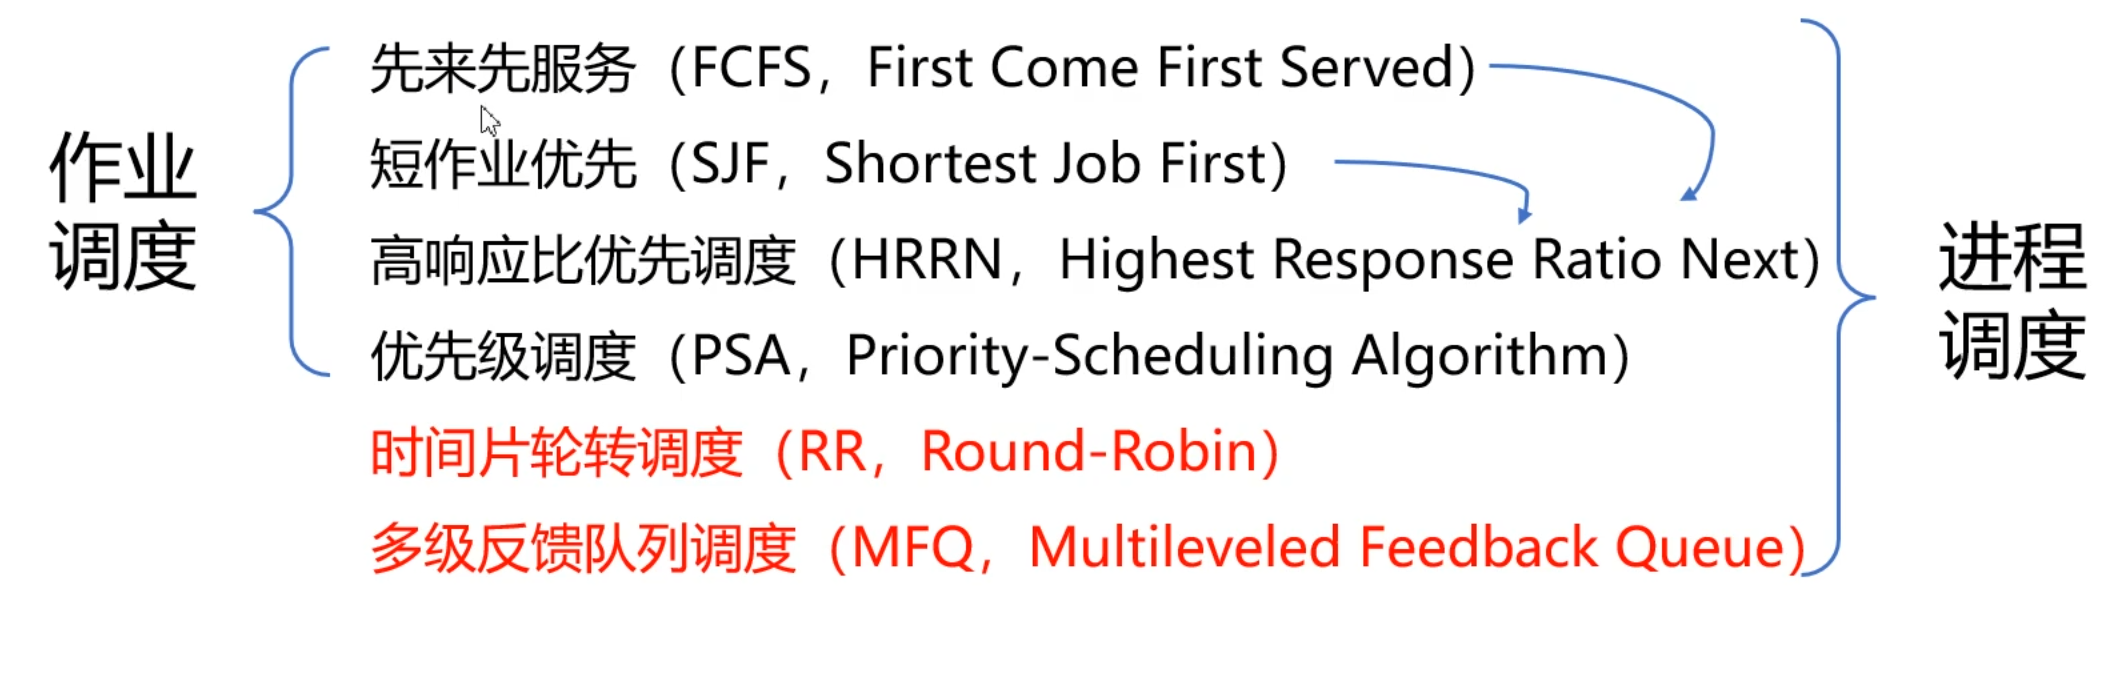 作业
调度
先来先服务（FCFS，First Come First Served）
短作业优先（SJF，Shortest Job First）
高响应比优先调度（HRRN，Highest Response Ratio Next）
优先级调度（PSA，Priority-Scheduling Algorithm）
时间片轮转调度（RR，Round-Robin）
多级反馈队列调度（MFQ，Multileveled Feedback Queue）
进程
调度